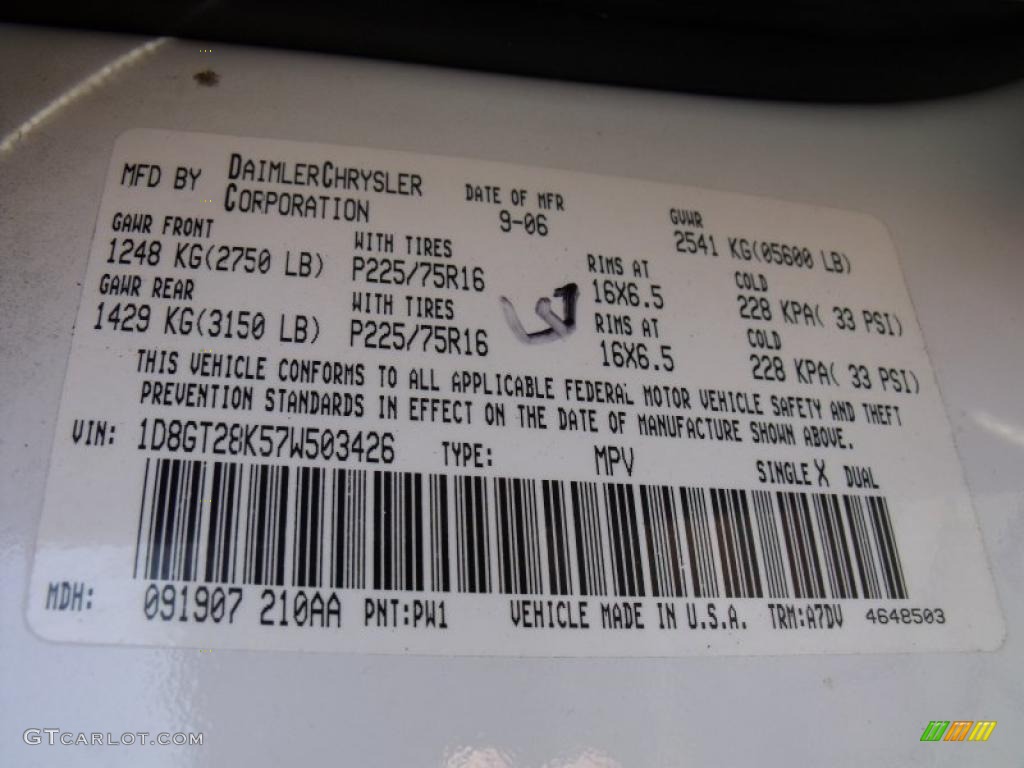 MFD BY DAIMLERCHRYSLER CORPORATION DATE OF MFR 9-06 GVWR 2541 KG(05600 LB)
GAWR FRONT WITH TIRES RIMS AT COLD
1248 KG(2750 LB) P225/75R16 16X6.5 228 KPA( 33 PSI)
GAWR REAR WITH TIRES RIMS AT COLD
1429 KG(3150 LB) P225/75R16 16X6.5 228 KPA( 33 PSI)
THIS VEHICLE CONFORMS TO ALL APPLICABLE FEDERAL MOTOR VEHICLE SAFETY AND THEFT
PREVENTION STANDARDS IN EFFECT ON THE DATE OF MANUFACTURE SHOWN ABOVE.
VIN: 1D8GT28K57W503426 TYPE: MPV SINGLE X DUAL
MDH: 091907 210AA PNT:PW1 VEHICLE MADE IN U.S.A. TRM:A7DV 4648503
GTCARLOT.COM